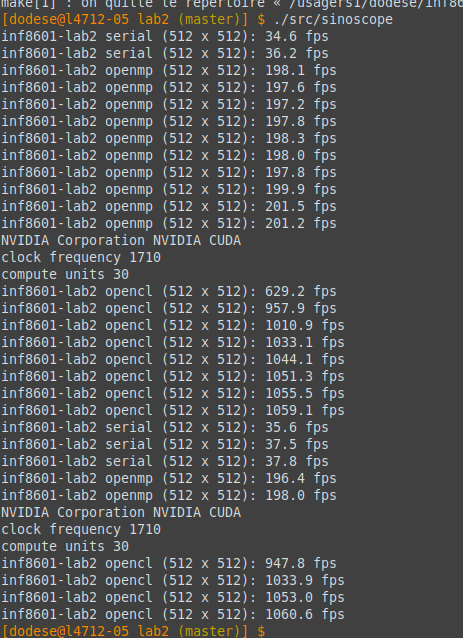 make[1] : on quitte le répertoire « /usagers1/dodese/inf86
[dodese@l4712-05 lab2 (master)] $ ./src/sinoscope
inf8601-lab2 serial (512 x 512): 34.6 fps
inf8601-lab2 serial (512 x 512): 36.2 fps
inf8601-lab2 openmp (512 x 512): 198.1 fps
inf8601-lab2 openmp (512 x 512): 197.6 fps
inf8601-lab2 openmp (512 x 512): 197.2 fps
inf8601-lab2 openmp (512 x 512): 197.8 fps
inf8601-lab2 openmp (512 x 512): 198.3 fps
inf8601-lab2 openmp (512 x 512): 198.0 fps
inf8601-lab2 openmp (512 x 512): 197.8 fps
inf8601-lab2 openmp (512 x 512): 199.9 fps
inf8601-lab2 openmp (512 x 512): 201.5 fps
inf8601-lab2 openmp (512 x 512): 201.2 fps
NVIDIA Corporation NVIDIA CUDA
clock frequency 1710
compute units 30
inf8601-lab2 opencl (512 x 512): 629.2 fps
inf8601-lab2 opencl (512 x 512): 957.9 fps
inf8601-lab2 opencl (512 x 512): 1010.9 fps
inf8601-lab2 opencl (512 x 512): 1033.1 fps
inf8601-lab2 opencl (512 x 512): 1044.1 fps
inf8601-lab2 opencl (512 x 512): 1051.3 fps
inf8601-lab2 opencl (512 x 512): 1055.5 fps
inf8601-lab2 opencl (512 x 512): 1059.1 fps
inf8601-lab2 serial (512 x 512): 35.6 fps
inf8601-lab2 serial (512 x 512): 37.5 fps
inf8601-lab2 serial (512 x 512): 37.8 fps
inf8601-lab2 openmp (512 x 512): 196.4 fps
inf8601-lab2 openmp (512 x 512): 198.0 fps
NVIDIA Corporation NVIDIA CUDA
clock frequency 1710
compute units 30
inf8601-lab2 opencl (512 x 512): 947.8 fps
inf8601-lab2 opencl (512 x 512): 1033.9 fps
inf8601-lab2 opencl (512 x 512): 1053.0 fps
inf8601-lab2 opencl (512 x 512): 1060.6 fps
[dodese@l4712-05 lab2 (master)] $